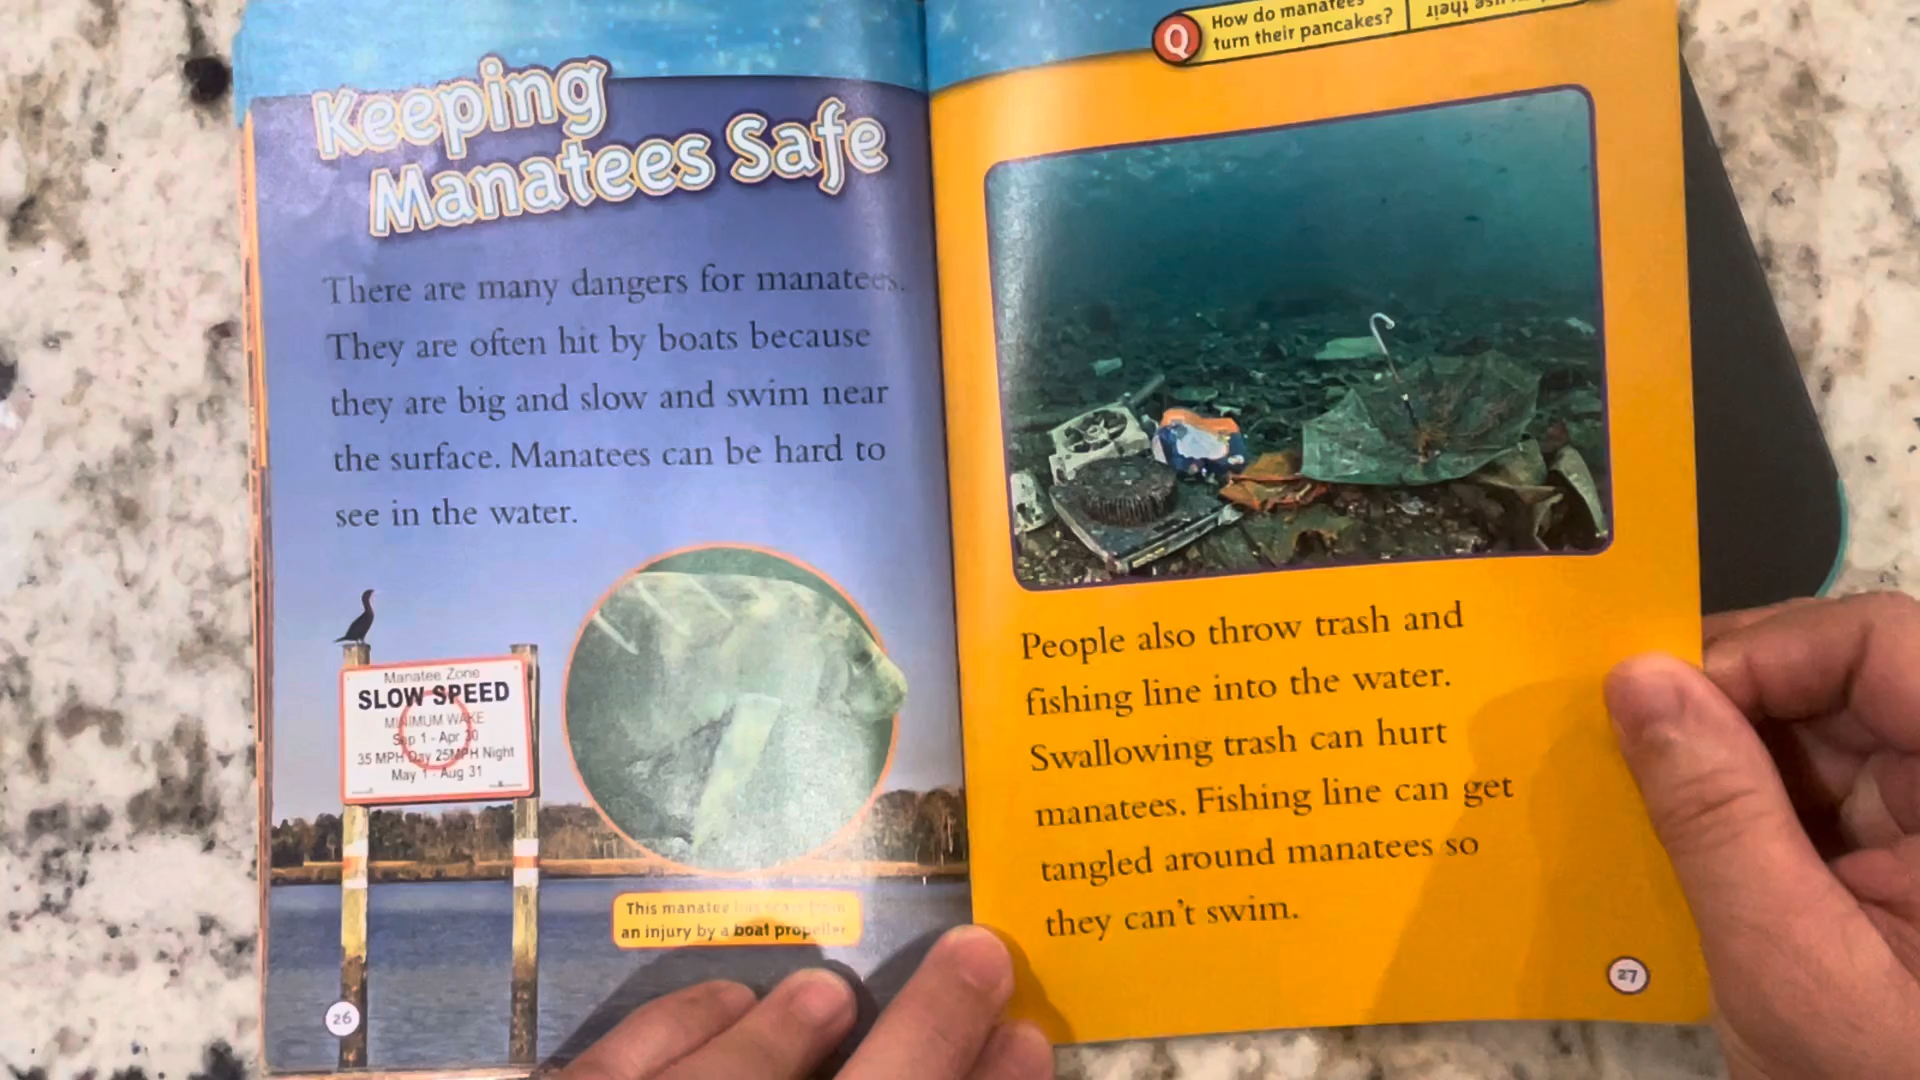 Keeping
Manatees Safe
There are many dangers for manatees.
They are often hit by boats because
they are big and slow and swim near
the surface. Manatees can be hard to
see in the water.
Manatee Zone
SLOW SPEED
MINIMUM WAKE
Sep 1 - Apr 30
35 MPH Day 25MPH Night
May 1 - Aug 31
This manatee has scars from
an injury by a boat propeller.
26
Q
How do manatees
turn their pancakes?
use their
People also throw trash and
fishing line into the water.
Swallowing trash can hurt
manatees. Fishing line can get
tangled around manatees so
they can't swim.
27